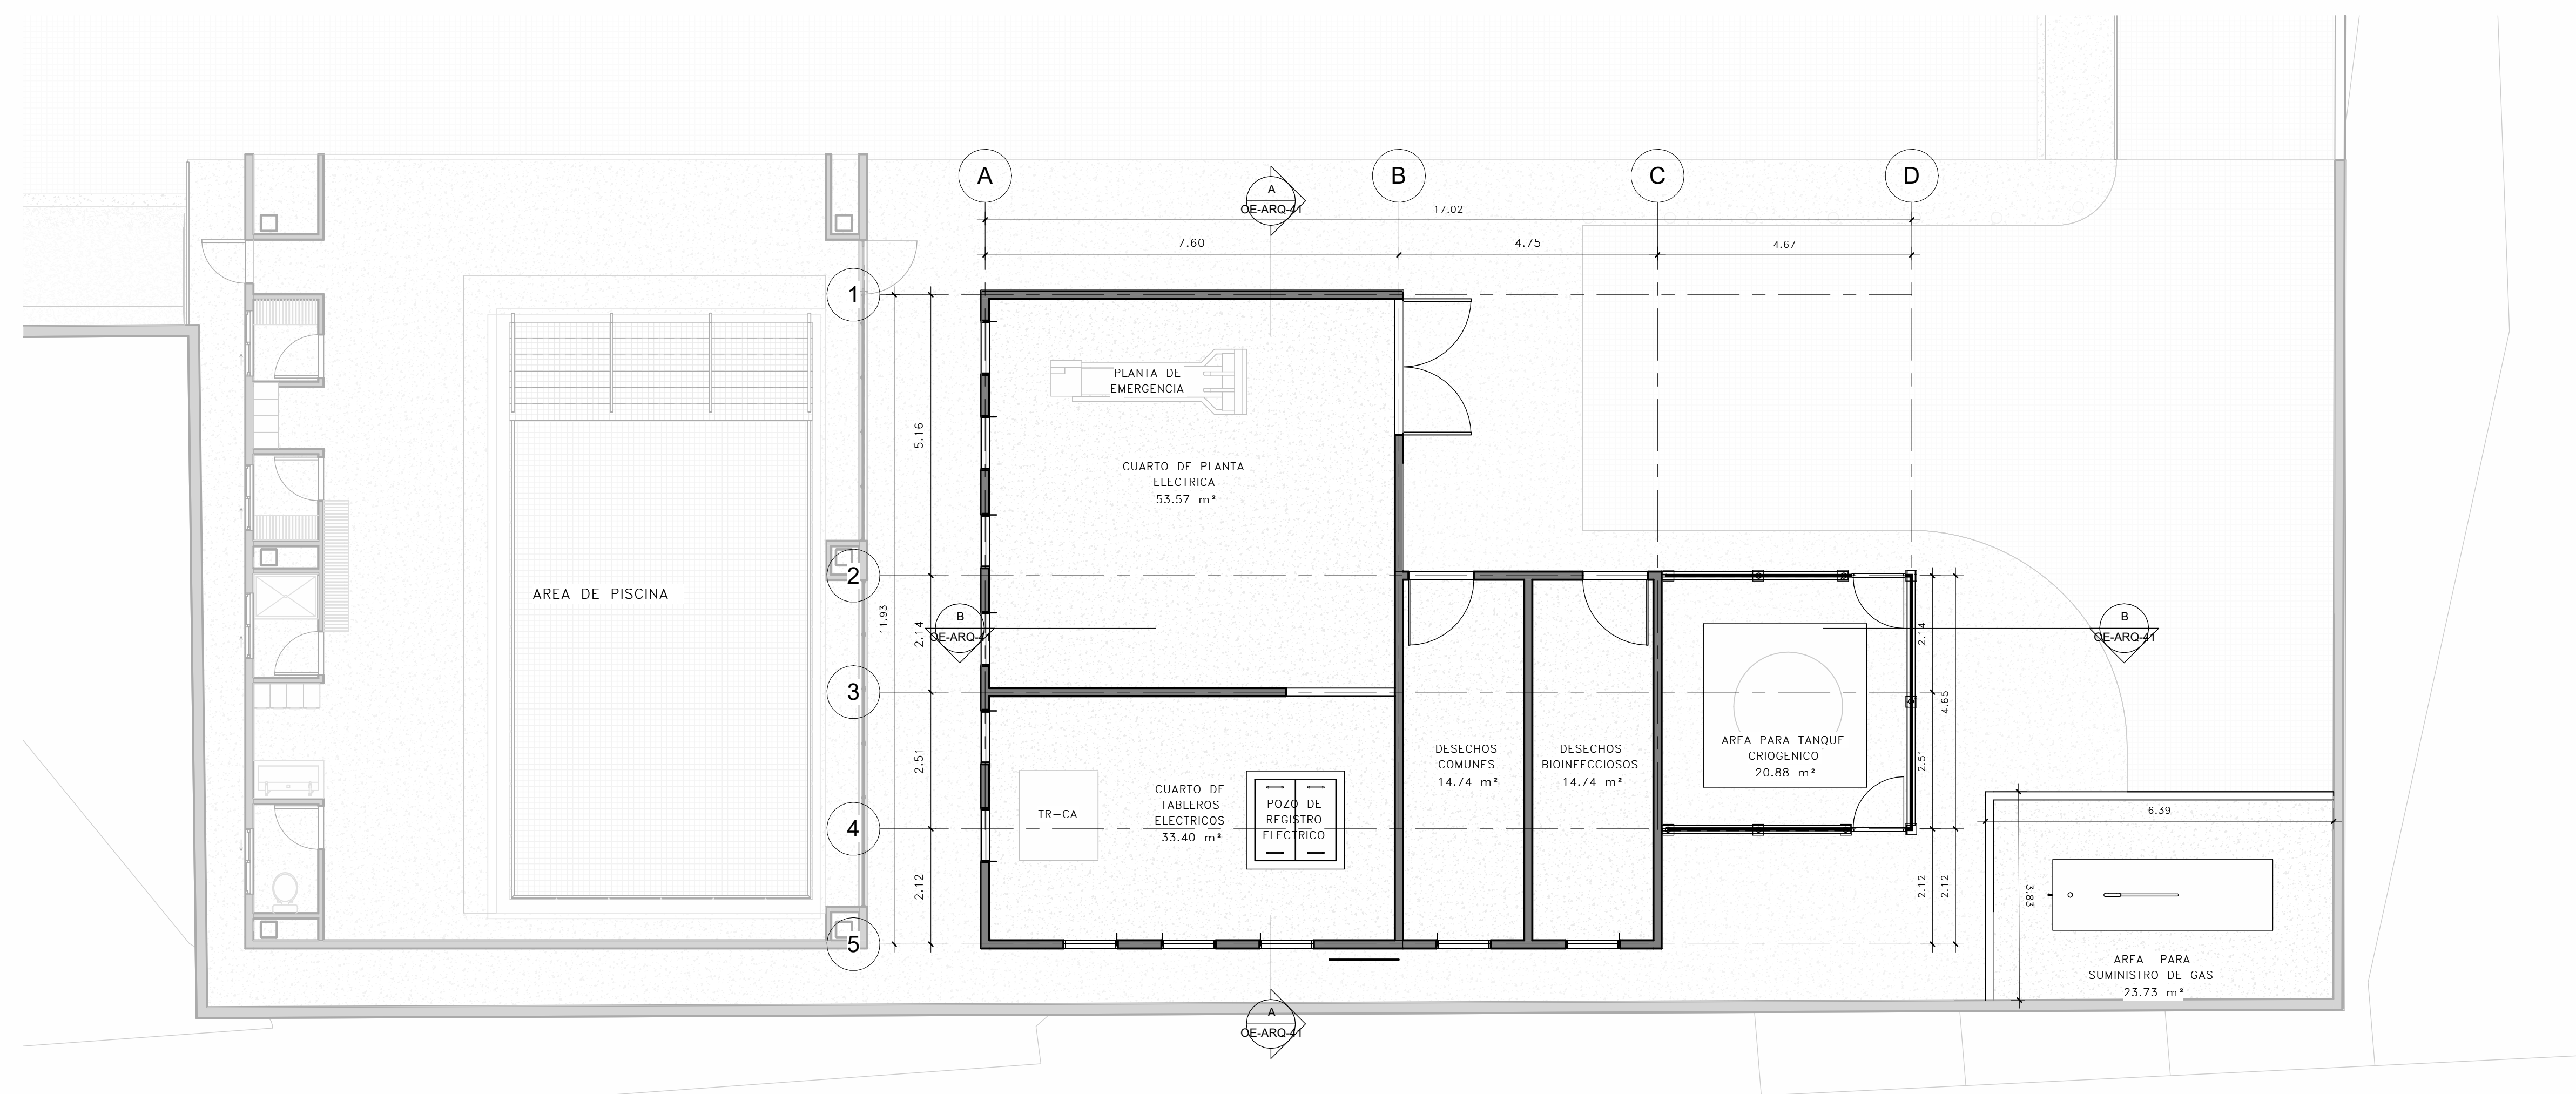 A
B
C
D
A
OE-ARQ-41
17.02
7.60
4.75
4.67
1
2
3
4
5
5.16
11.93
2.14
2.51
2.12
PLANTA DE
EMERGENCIA
CUARTO DE PLANTA
ELECTRICA
53.57 m²
AREA DE PISCINA
B
OE-ARQ-41
B
OE-ARQ-41
2.14
4.65
2.51
2.12
2.12
AREA PARA TANQUE
CRIOGENICO
20.88 m²
DESECHOS
COMUNES
14.74 m²
DESECHOS
BIOINFECCIOSOS
14.74 m²
TR-CA
CUARTO DE
TABLEROS
ELECTRICOS
33.40 m²
POZO DE
REGISTRO
ELECTRICO
6.39
3.83
AREA PARA
SUMINISTRO DE GAS
23.73 m²
A
OE-ARQ-41